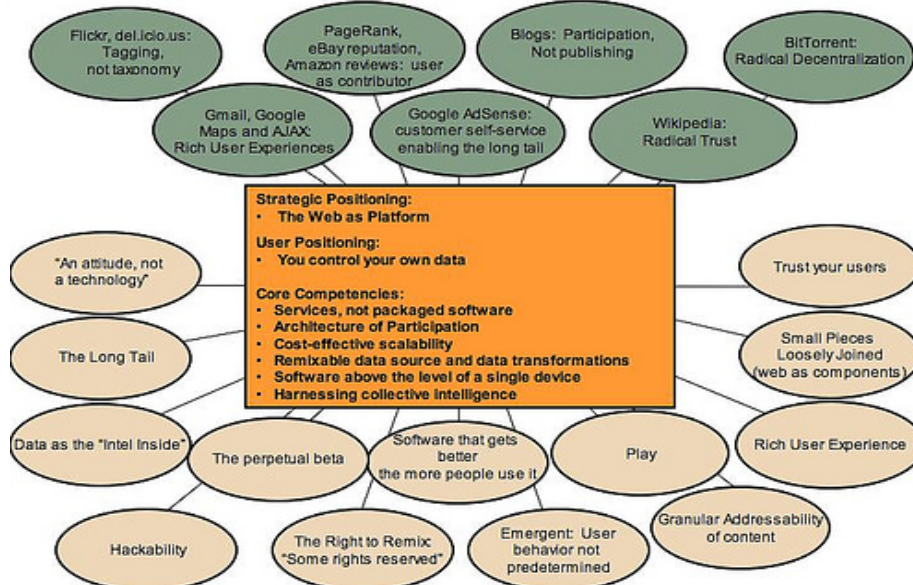 Flickr, del.icio.us:
Tagging,
not taxonomy
PageRank,
eBay reputation,
Amazon reviews: user
as contributor
Blogs: Participation,
Not publishing
BitTorrent:
Radical Decentralization
Gmail, Google
Maps and AJAX:
Rich User Experiences
Google AdSense:
customer self-service
enabling the long tail
Wikipedia:
Radical Trust
Strategic Positioning:
• The Web as Platform
User Positioning:
• You control your own data
Core Competencies:
• Services, not packaged software
• Architecture of Participation
• Cost-effective scalability
• Remixable data source and data transformations
• Software above the level of a single device
• Harnessing collective intelligence
“An attitude, not
a technology”
Trust your users
The Long Tail
Small Pieces
Loosely Joined
(web as components)
Data as the “Intel Inside”
The perpetual beta
Software that gets
better
the more people use it
Play
Rich User Experience
Hackability
The Right to Remix:
“Some rights reserved”
Emergent: User
behavior not
predetermined
Granular Addressability
of content